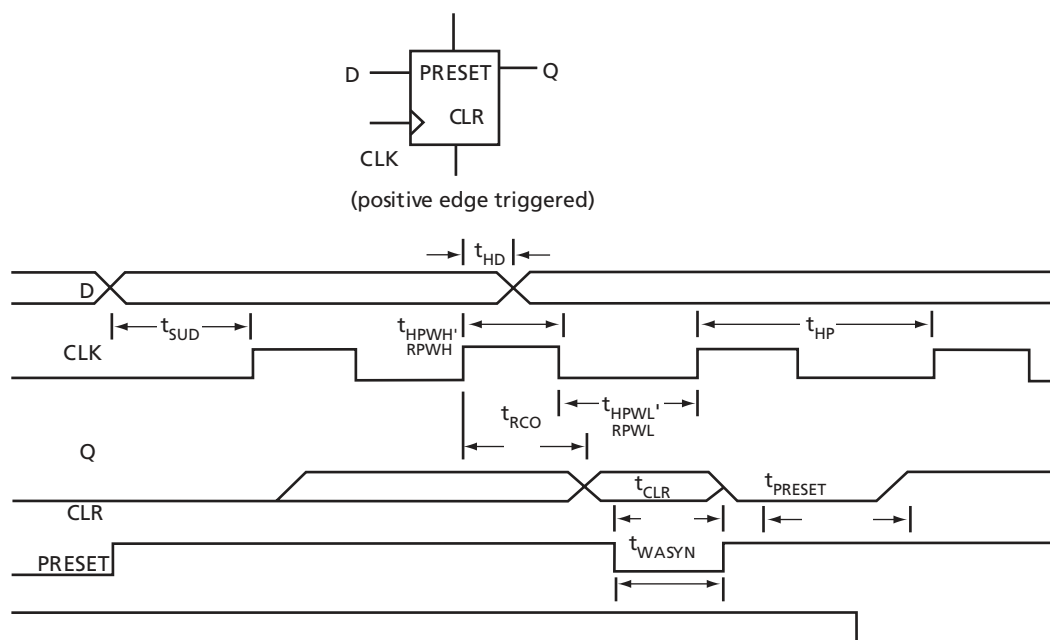 D PRESET Q
CLR
CLK
(positive edge triggered)
tHD
D
tSUD tHPWH' tHP
CLK RPWH
tRCO tHPWL'
RPWL
Q
tCLR tPRESET
CLR
PRESET tWASYN